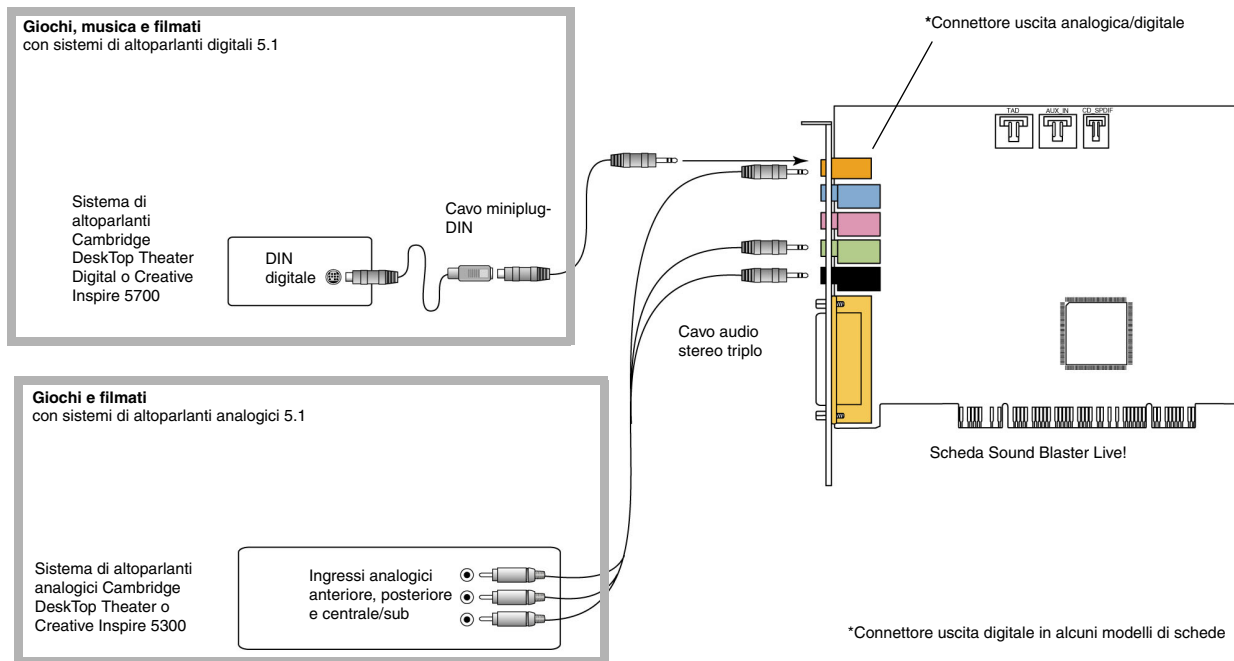 Giochi, musica e filmati
con sistemi di altoparlanti digitali 5.1
*Connettore uscita analogica/digitale
TAD
AUX_IN
CD_SPDIF
Sistema di
altoparlanti
Cambridge
DeskTop Theater
Digital o Creative
Inspire 5700
DIN
digitale
Cavo miniplug-
DIN
Cavo audio
stereo triplo
Giochi e filmati
con sistemi di altoparlanti analogici 5.1
Scheda Sound Blaster Live!
Sistema di altoparlanti
analogici Cambridge
DeskTop Theater o
Creative Inspire 5300
Ingressi analogici
anteriore, posteriore
e centrale/sub
*Connettore uscita digitale in alcuni modelli di schede